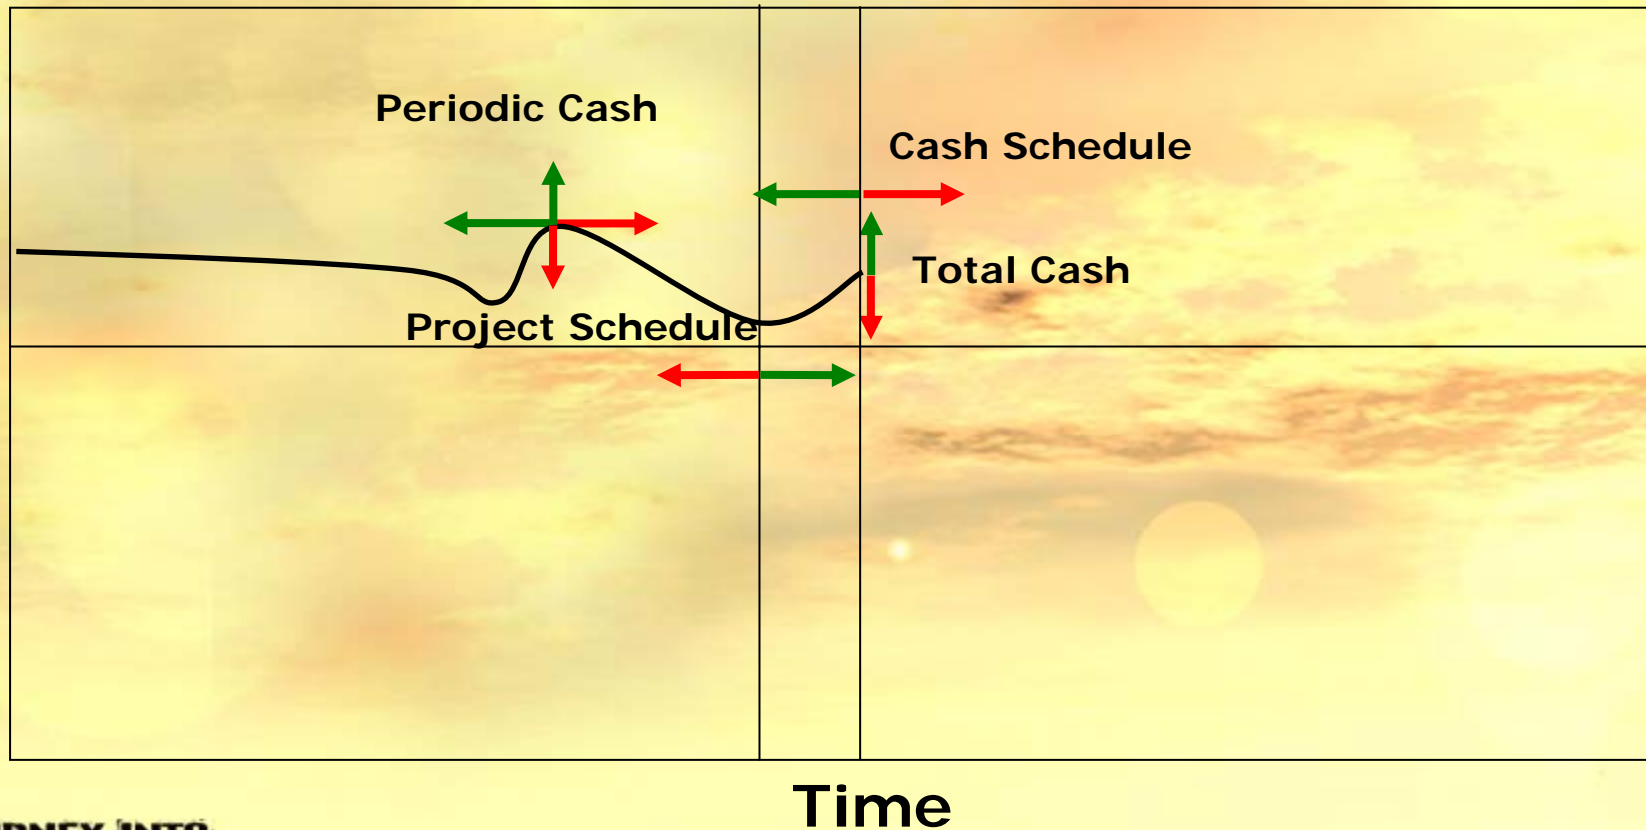 Periodic Cash
Cash Schedule
Total Cash
Project Schedule
Time